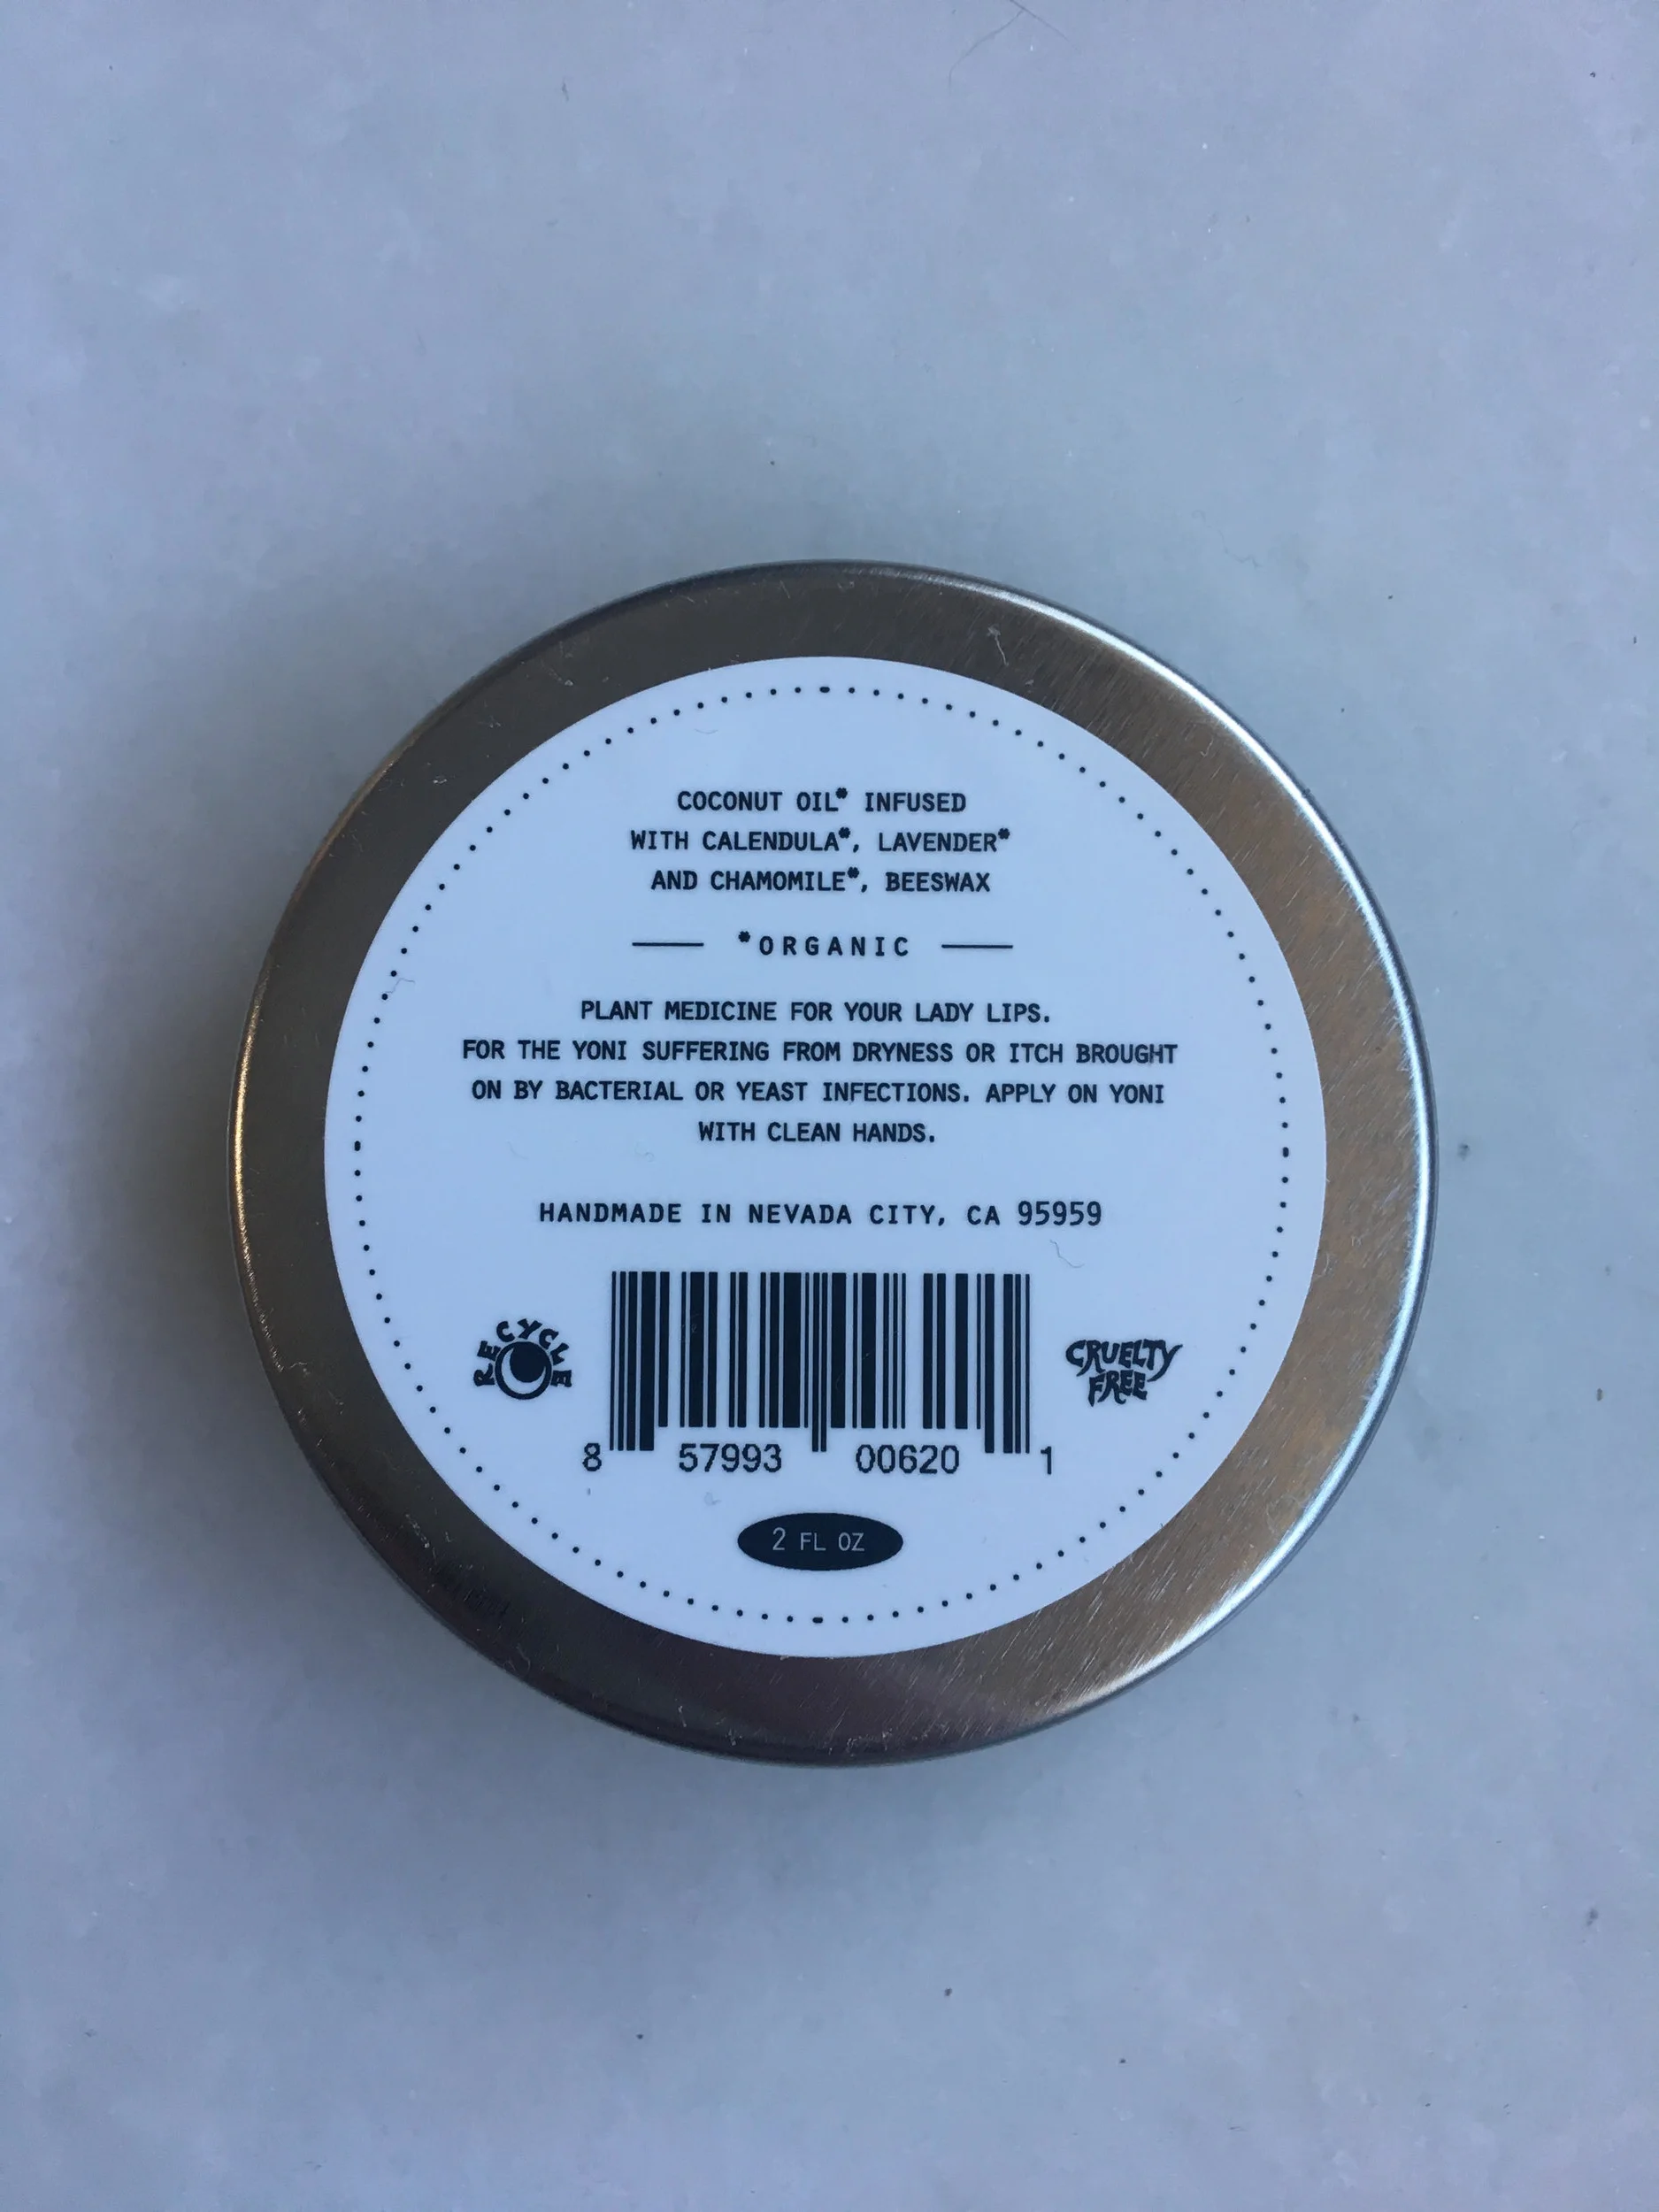 COCONUT OIL* INFUSED
WITH CALENDULA*, LAVENDER*
AND CHAMOMILE*, BEESWAX
*ORGANIC
PLANT MEDICINE FOR YOUR LADY LIPS.
FOR THE YONI SUFFERING FROM DRYNESS OR ITCH BROUGHT
ON BY BACTERIAL OR YEAST INFECTIONS. APPLY ON YONI
WITH CLEAN HANDS.
HANDMADE IN NEVADA CITY, CA 95959
RECYCLE
CRUELTY
FREE
8 57993 00620 1
2 FL OZ